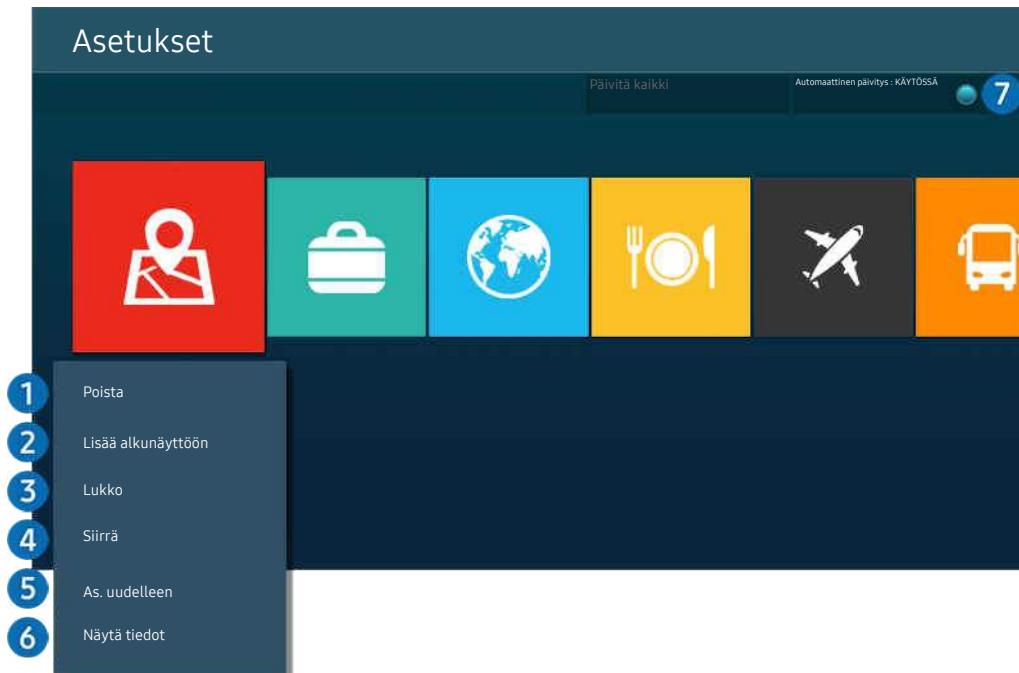 Asetukset
Päivitä kaikki
Automaattinen päivitys : KÄYTÖSSÄ
7
1 Poista
2 Lisää alkunäyttöön
3 Lukko
4 Siirrä
5 As. uudelleen
6 Näytä tiedot